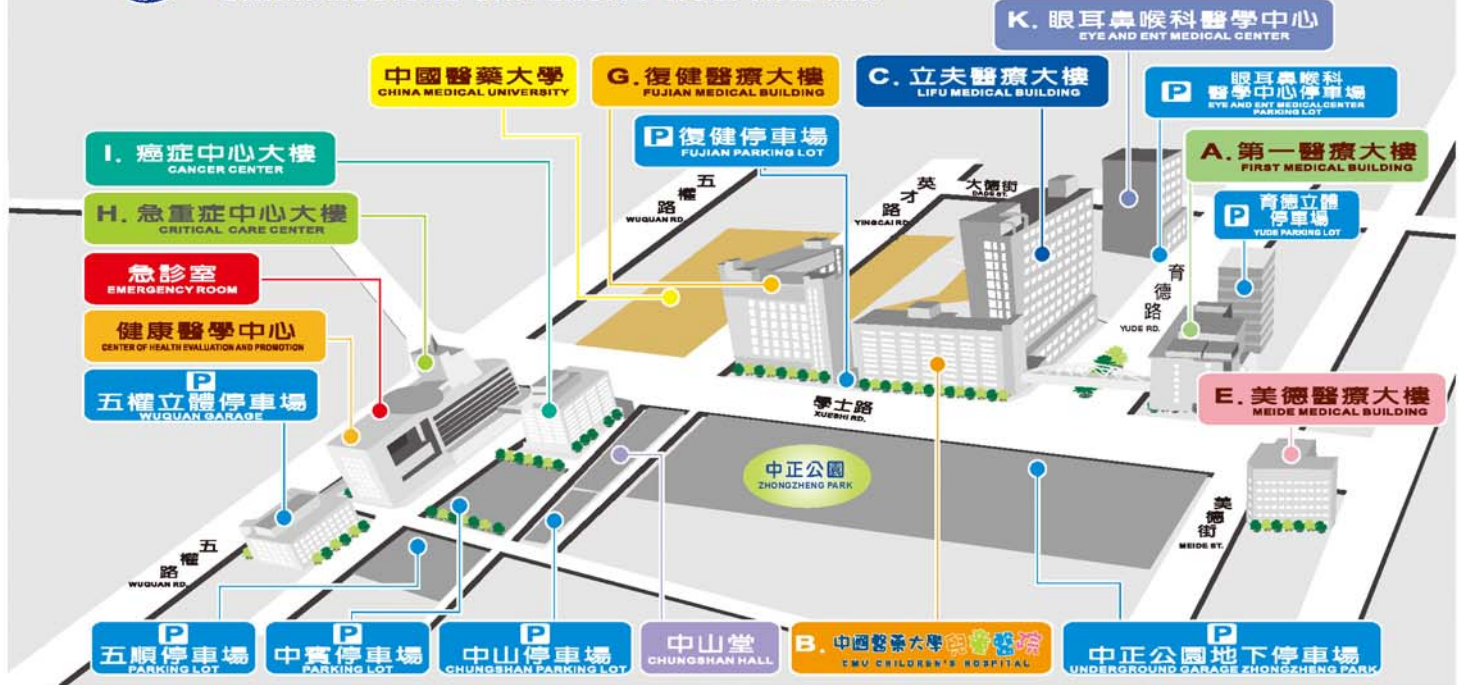 K. 眼耳鼻喉科醫學中心
EYE AND ENT MEDICAL CENTER
中國醫藥大學
CHINA MEDICAL UNIVERSITY
G. 復健醫療大樓
FUJIAN MEDICAL BUILDING
C. 立夫醫療大樓
LIFU MEDICAL BUILDING
P 眼耳鼻喉科
醫學中心停車場
EYE AND ENT MEDICALCENTER
PARKING LOT
P 復健停車場
FUJIAN PARKING LOT
I. 癌症中心大樓
CANCER CENTER
A. 第一醫療大樓
FIRST MEDICAL BUILDING
五權路
WUQUAN RD.
英才路
YINGCAI RD.
大德街
DADE ST.
H. 急重症中心大樓
CRITICAL CARE CENTER
P 育德立體
停車場
YUDE PARKING LOT
急診室
EMERGENCY ROOM
育德路
YUDE RD.
健康醫學中心
CENTER OF HEALTH EVALUATION AND PROMOTION
P
五權立體停車場
WUQUAN GARAGE
學士路
XUESHI RD.
E. 美德醫療大樓
MEIDE MEDICAL BUILDING
中正公園
ZHONGZHENG PARK
美德街
MEIDE ST.
五權路
WUQUAN RD.
P
五順停車場
PARKING LOT
P
中賓停車場
PARKING LOT
P
中山停車場
CHUNGSHAN PARKING LOT
中山堂
CHUNGSHAN HALL
B. 中國醫藥大學兒童醫院
CMU CHILDREN'S HOSPITAL
P
中正公園地下停車場
UNDERGROUND GARAGE ZHONGZHENG PARK